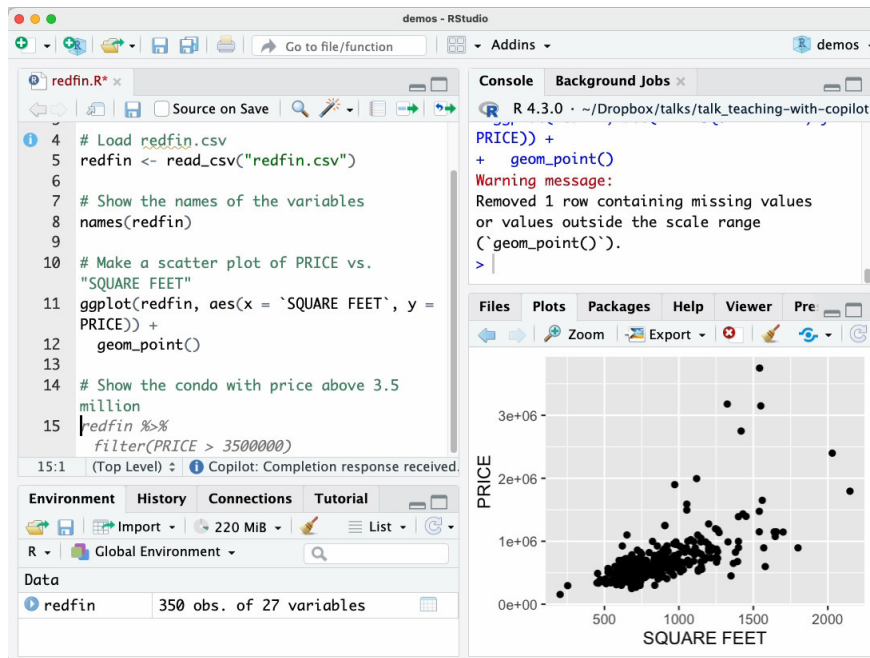 demos - RStudio
Go to file/function
Addins
demos
redfin.R*
Source on Save
4 # Load redfin.csv
5 redfin <- read_csv("redfin.csv")
6
7 # Show the names of the variables
8 names(redfin)
9
10 # Make a scatter plot of PRICE vs.
"SQUARE FEET"
11 ggplot(redfin, aes(x = `SQUARE FEET`, y =
PRICE)) +
12 geom_point()
13
14 # Show the condo with price above 3.5
million
15 redfin %>%
filter(PRICE > 3500000)
15:1 (Top Level) Copilot: Completion response received.
Environment History Connections Tutorial
Import 220 MiB List
R Global Environment
Data
redfin 350 obs. of 27 variables
Console Background Jobs
R 4.3.0 · ~/Dropbox/talks/talk_teaching-with-copilot
PRICE)) +
+ geom_point()
Warning message:
Removed 1 row containing missing values
or values outside the scale range
(`geom_point()`).
>
Files Plots Packages Help Viewer Pre
Zoom Export
PRICE
3e+06
2e+06
1e+06
0e+00
500 1000 1500 2000
SQUARE FEET